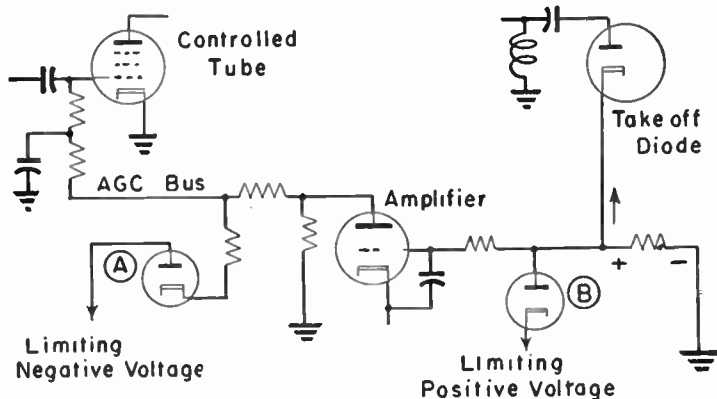 Controlled
Tube
Take off
Diode
AGC Bus
Amplifier
A
+ -
B
Limiting
Negative Voltage
LImiting
Positive Voltage